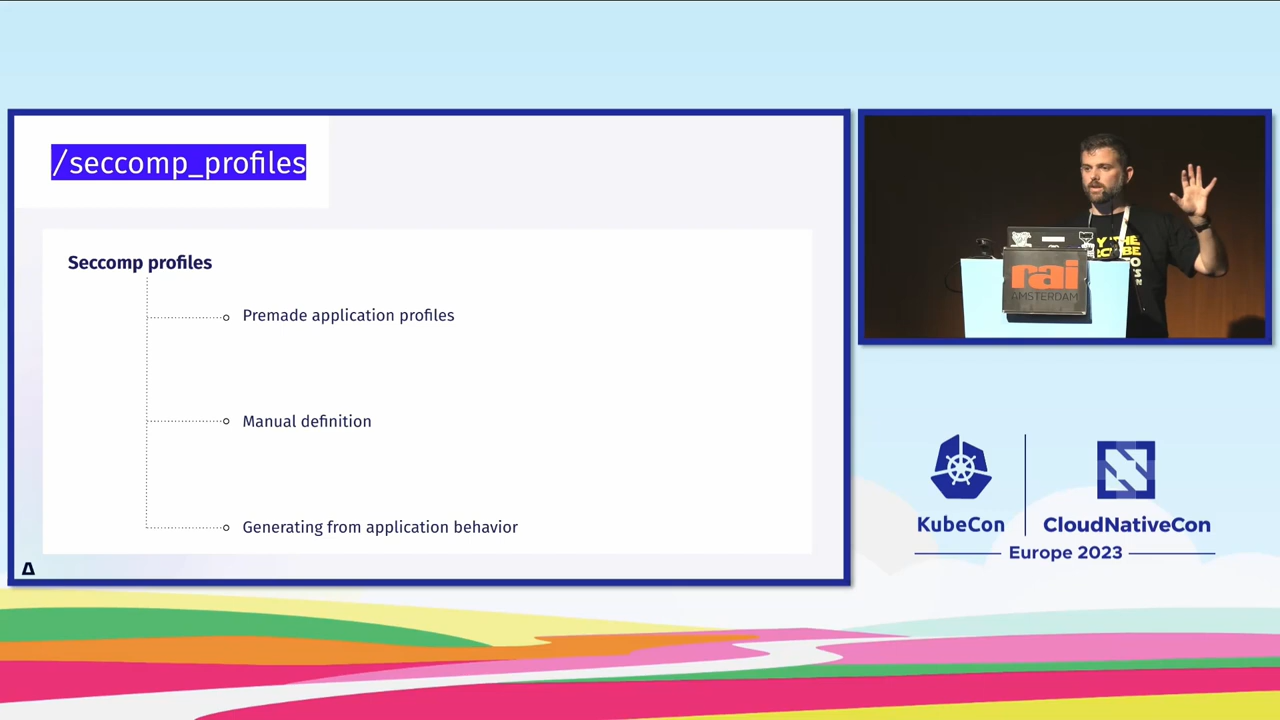 /seccomp_profiles
Seccomp profiles
Premade application profiles
Manual definition
Generating from application behavior
rai
AMSTERDAM
KubeCon
CloudNativeCon
Europe 2023